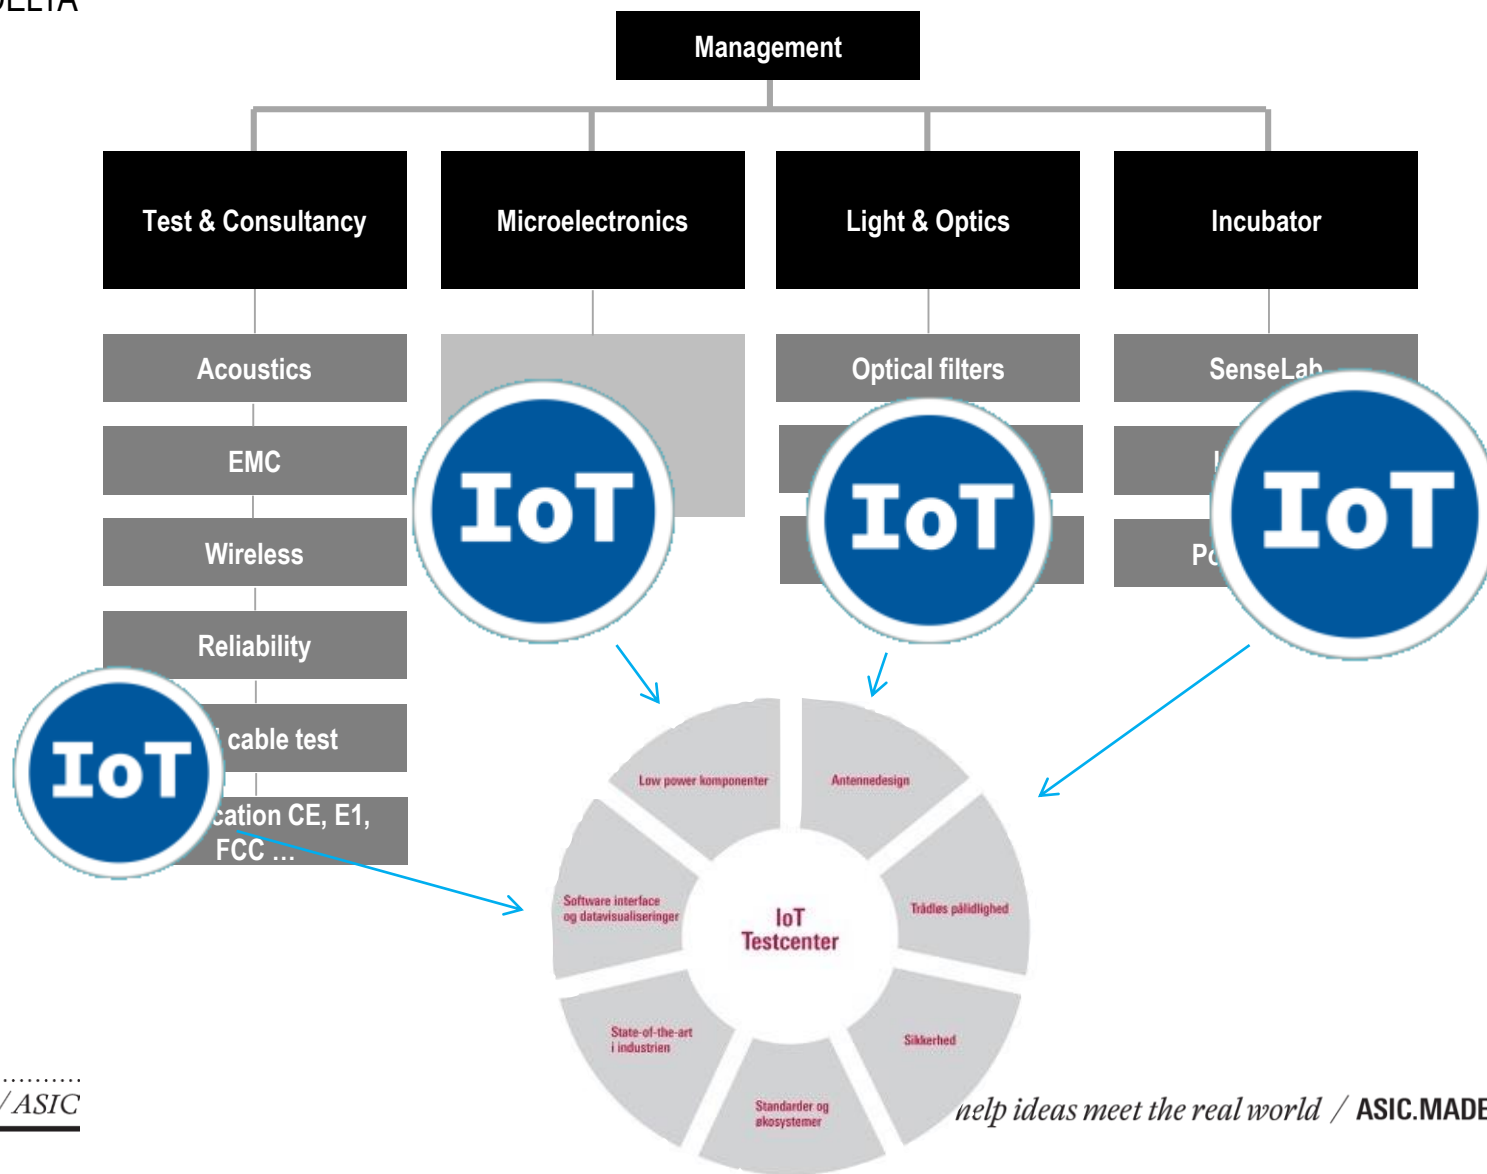 DELTA
Management
Test & Consultancy
Microelectronics
Light & Optics
Incubator
Acoustics
Optical filters
SenseLab
EMC
IoT
IoT
IoT
Wireless
Reliability
IoT
cable test
CE, E1,
FCC ...
Low power komponenter
Antennedesign
Software interface
og datavisualiseringer
IoT
Testcenter
Trådløs pålidlighed
State-of-the-art
i industrien
Sikkerhed
Standarder og
økosystemer
/ ASIC
help ideas meet the real world / ASIC.MADE